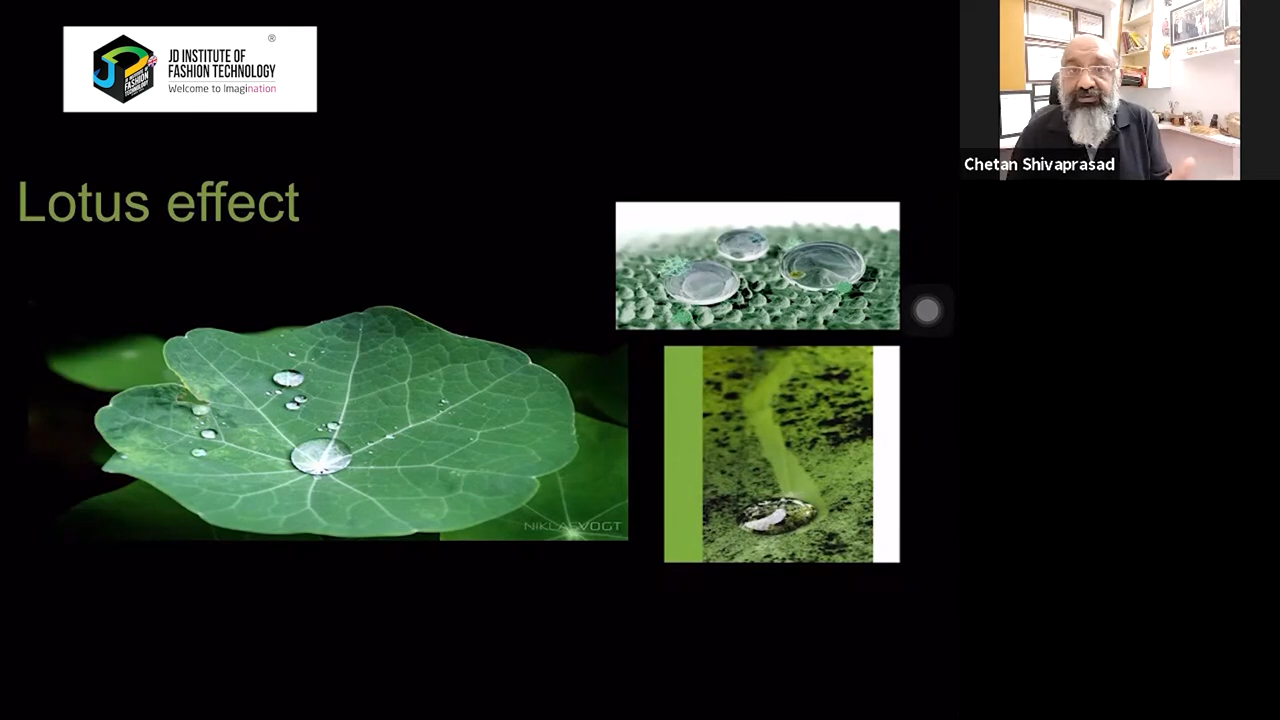 JD INSTITUTE OF
FASHION TECHNOLOGY
®
Welcome to Imagination
Chetan Shivaprasad
Lotus effect
NIKLASVOGT